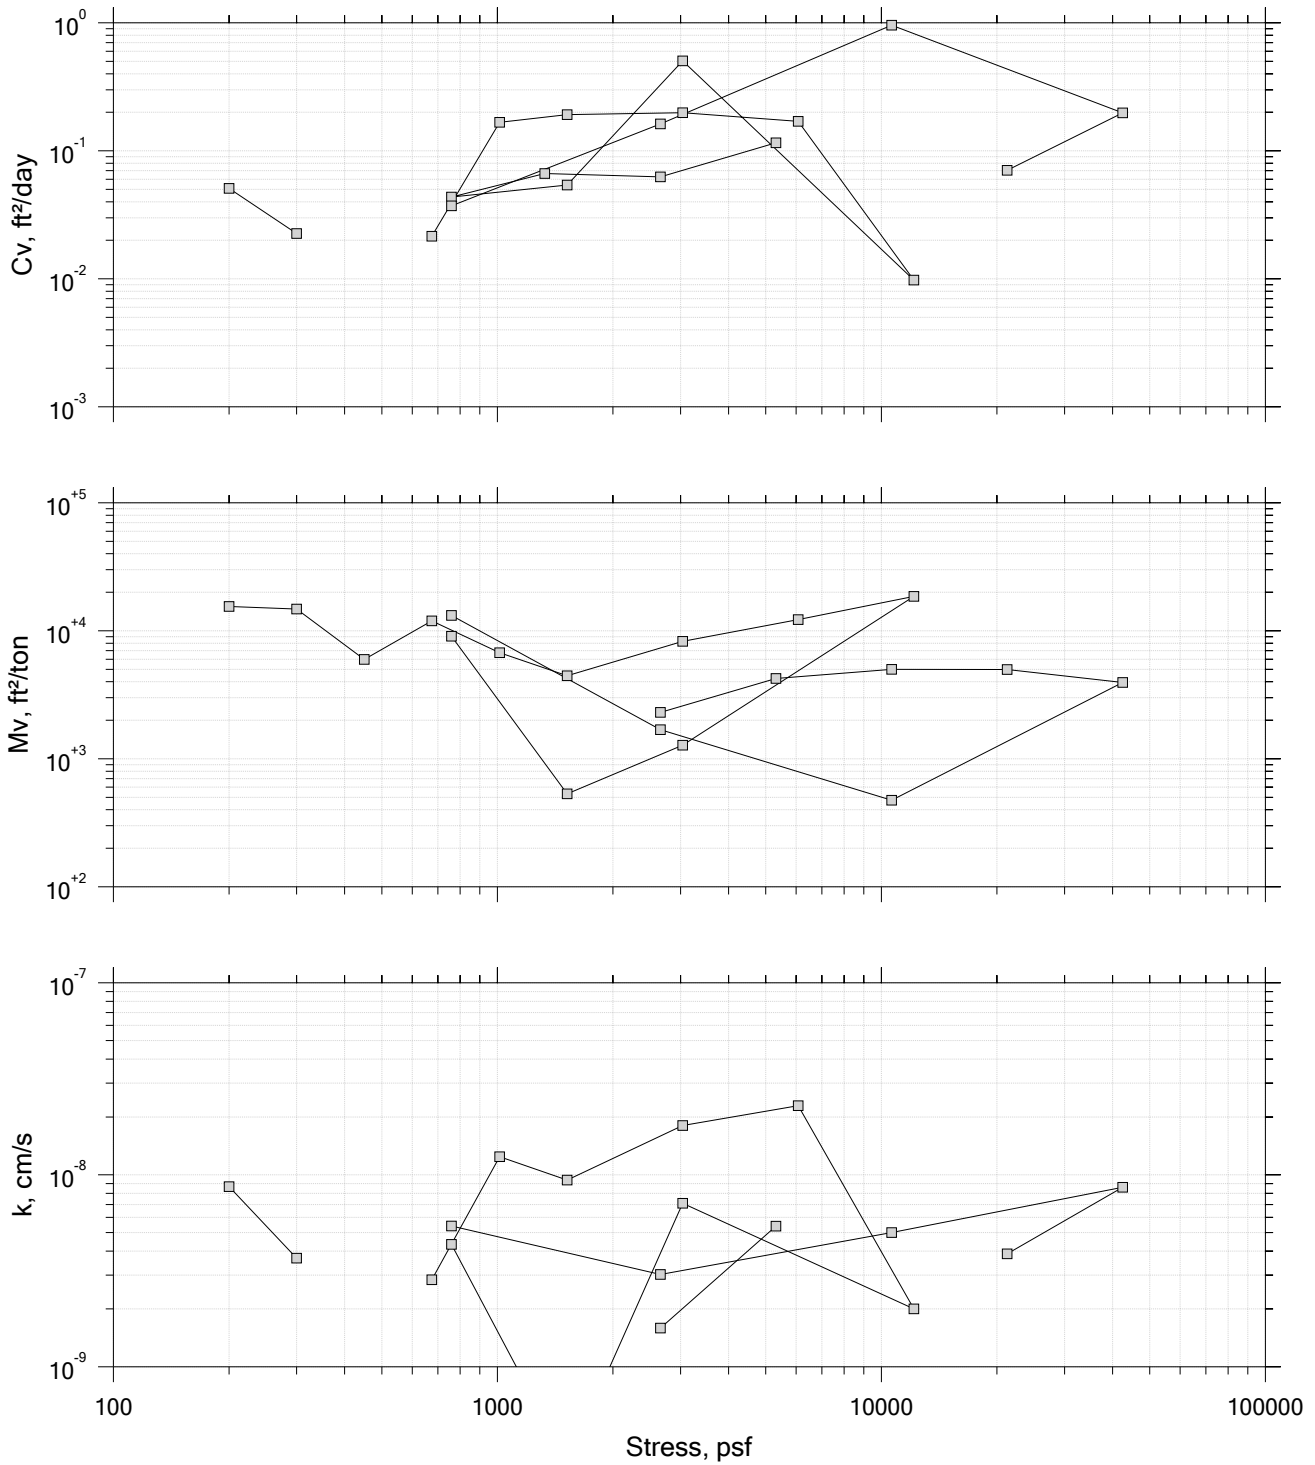 10⁰
10⁻¹
10⁻²
10⁻³
Cv, ft²/day
10⁺⁵
10⁺⁴
10⁺³
10⁺²
Mv, ft²/ton
10⁻⁷
10⁻⁸
10⁻⁹
k, cm/s
100 1000 10000 100000
Stress, psf